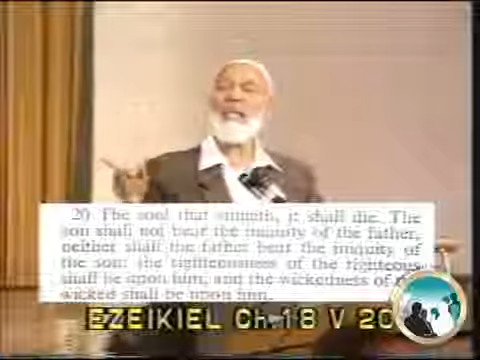 20 The soul that sinneth, it shall die. The
son shall not bear the iniquity of the father,
neither shall the father bear the iniquity of
the son: the righteousness of the righteous
shall be upon him, and the wickedness of the
wicked shall be upon him.
EZEIKIEL Ch 18 V 20